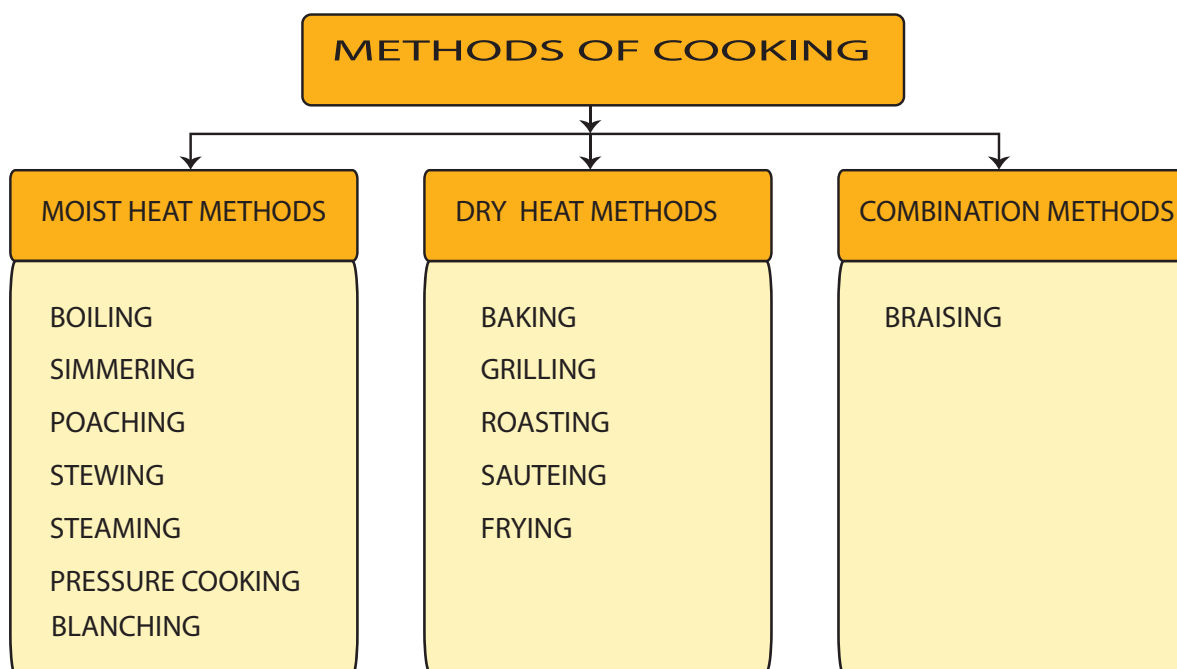 METHODS OF COOKING
MOIST HEAT METHODS
BOILING
SIMMERING
POACHING
STEWING
STEAMING
PRESSURE COOKING
BLANCHING
DRY HEAT METHODS
BAKING
GRILLING
ROASTING
SAUTEING
FRYING
COMBINATION METHODS
BRAISING